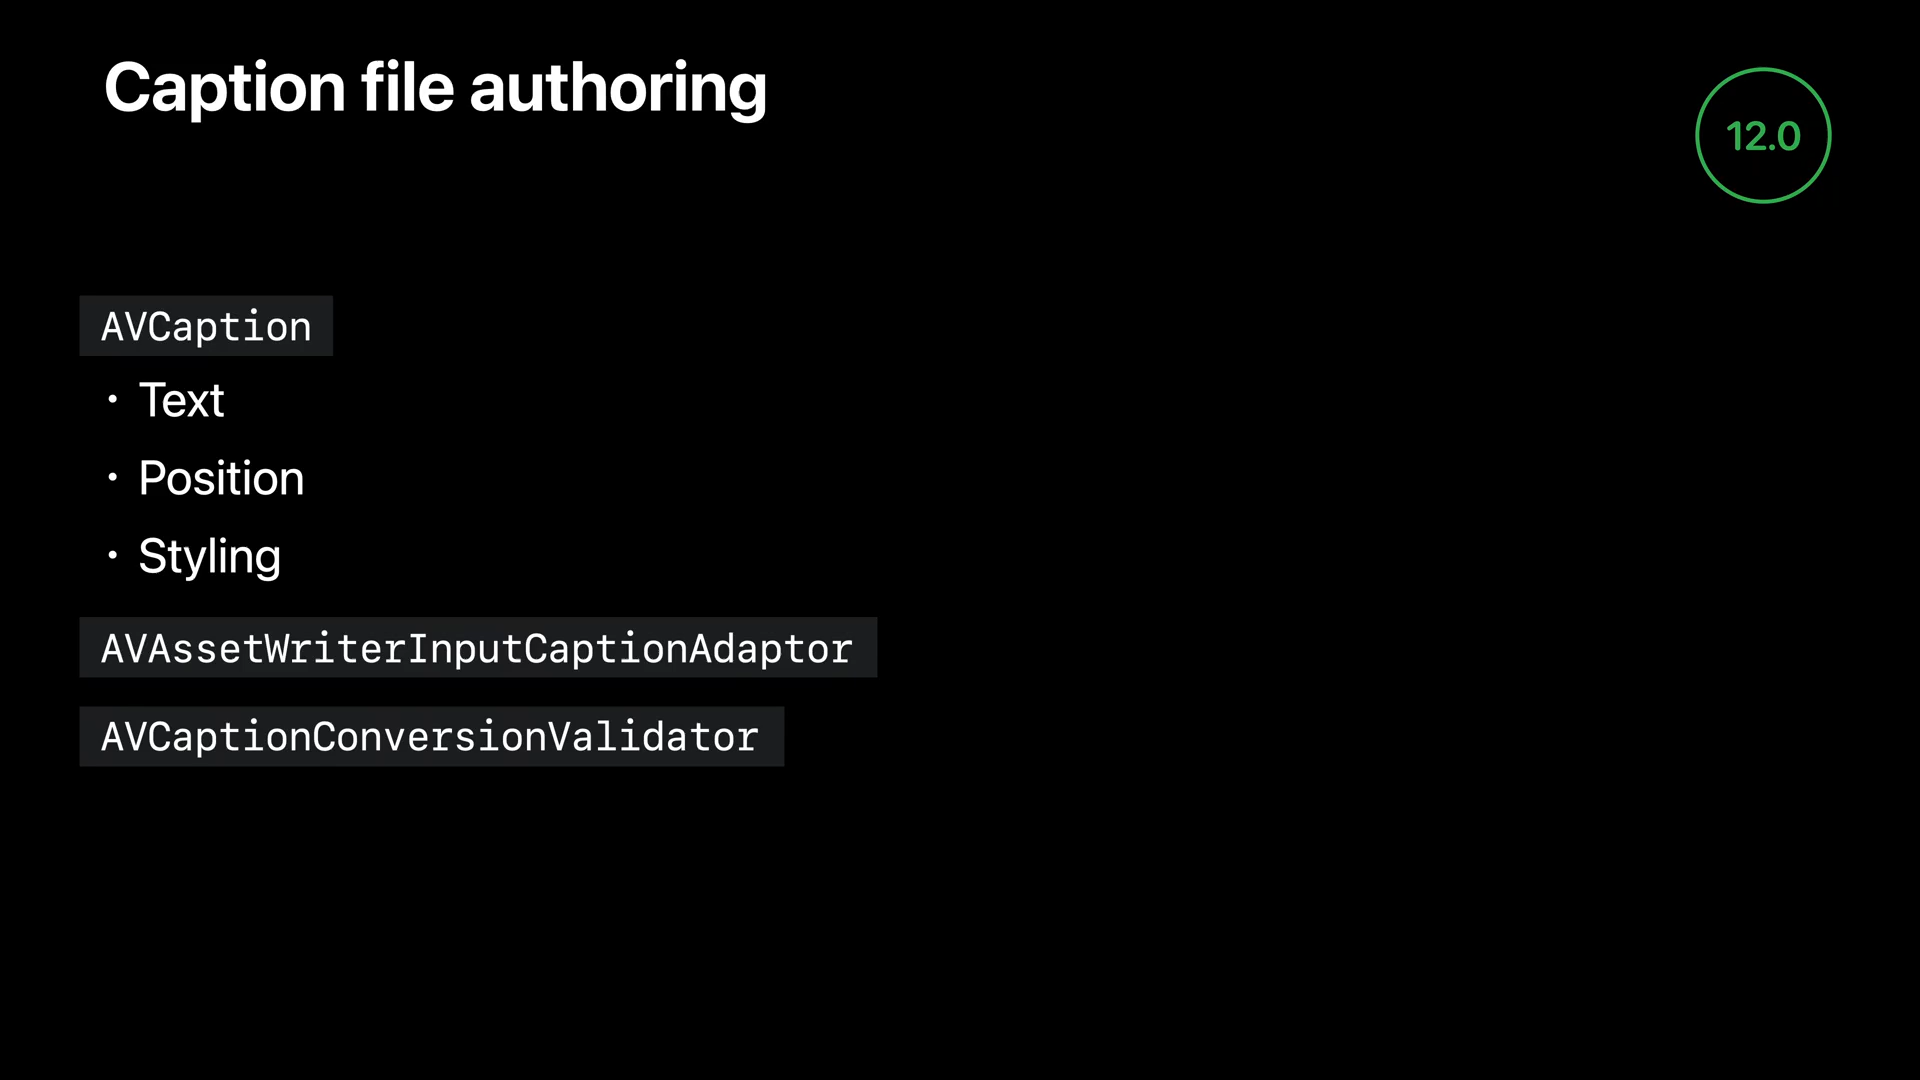 Caption file authoring
12.0
AVCaption
• Text
• Position
• Styling
AVAssetWriterInputCaptionAdaptor
AVCaptionConversionValidator